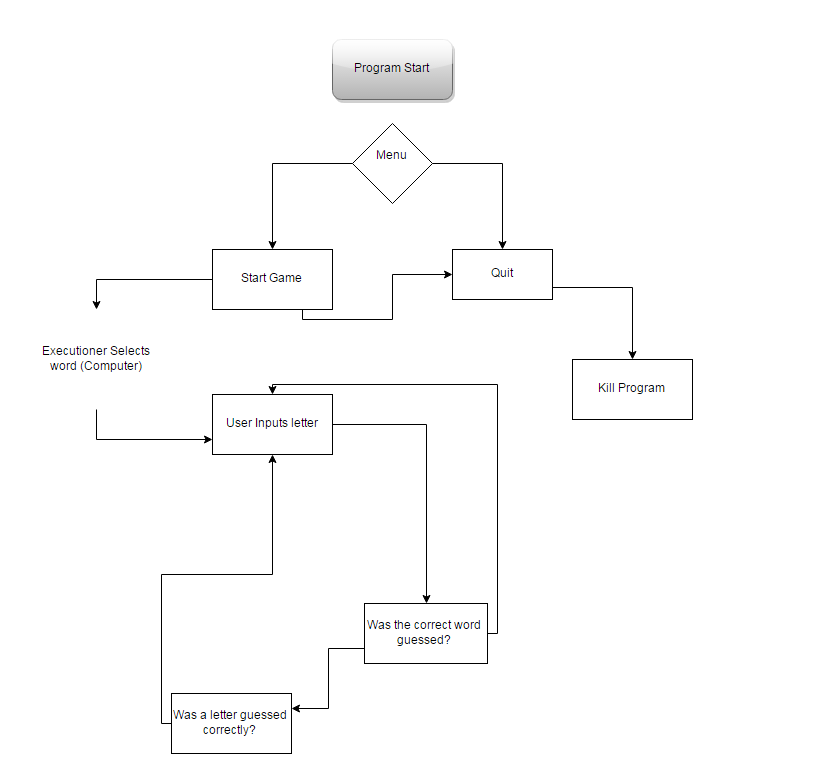 Program Start
Menu
Start Game
Quit
Executioner Selects
word (Computer)
Kill Program
User Inputs letter
Was the correct word
guessed?
Was a letter guessed
correctly?